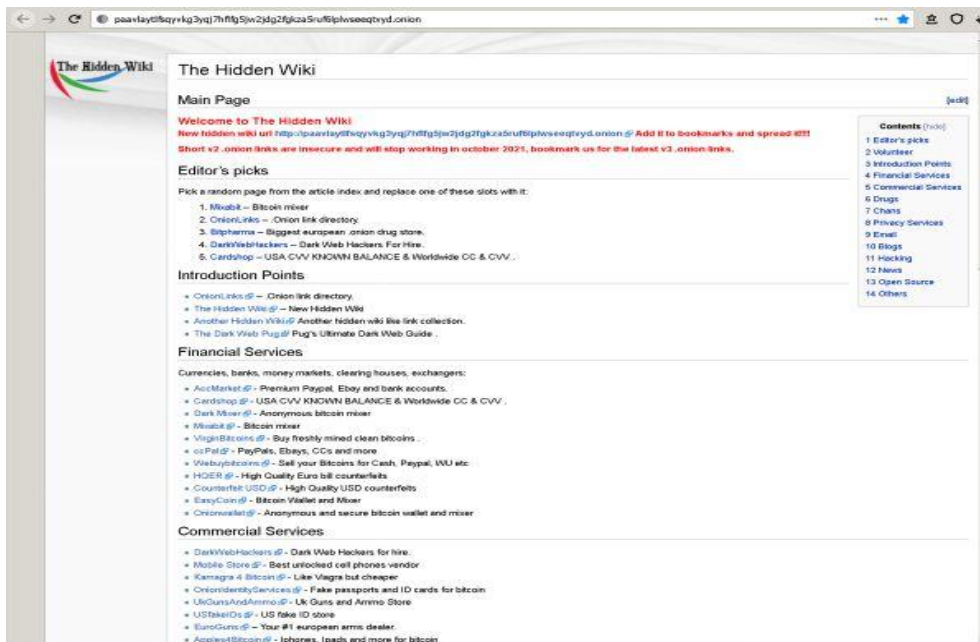 The Hidden Wiki
The Hidden Wiki
Main Page [edit]
Welcome to The Hidden Wiki
New hidden wiki url Add it to bookmarks and spread it!!!
Short v2 .onion links are insecure and will stop working in october 2021, bookmark us for the latest v3 .onion links.
Contents [hide]
1 Editor's picks
2 Volunteer
3 Introduction Points
4 Financial Services
5 Commercial Services
6 Drugs
7 Chans
8 Privacy Services
9 Email
10 Blogs
11 Hacking
12 News
13 Open Source
14 Others
Editor's picks
Pick a random page from the article index and replace one of these slots with it:
1. Mixabit – Bitcoin mixer
2. OnionLinks – .Onion link directory.
3. Bitpharma – Biggest european .onion drug store.
4. DarkWebHackers – Dark Web Hackers For Hire.
5. Cardshop – USA CVV KNOWN BALANCE & Worldwide CC & CVV .
Introduction Points
OnionLinks – .Onion link directory.
The Hidden Wiki – New Hidden Wiki
Another Hidden Wiki Another hidden wiki like link collection.
The Dark Web Pug Pug's Ultimate Dark Web Guide .
Financial Services
Currencies, banks, money markets, clearing houses, exchangers:
AccMarket - Premium Paypal, Ebay and bank accounts.
Cardshop - USA CVV KNOWN BALANCE & Worldwide CC & CVV .
Dark Mixer - Anonymous bitcoin mixer
Mixabit - Bitcoin mixer
VirginBitcoins - Buy freshly mined clean bitcoins .
ccPal - PayPals, Ebays, CCs and more
Webuybitcoins - Sell your Bitcoins for Cash, Paypal, WU etc
HQER - High Quality Euro bill counterfeits
Counterfeit USD - High Quality USD counterfeits
EasyCoin - Bitcoin Wallet and Mixer
Onionwallet - Anonymous and secure bitcoin wallet and mixer
Commercial Services
DarkWebHackers - Dark Web Hackers for hire.
Mobile Store - Best unlocked cell phones vendor
Kamagra 4 Bitcoin - Like Viagra but cheaper
OnionIdentityServices - Fake passports and ID cards for bitcoin
UkGunsAndAmmo - Uk Guns and Ammo Store
USfakeIDs - US fake ID store
EuroGuns – Your #1 european arms dealer.
Apples4Bitcoin - Iphones, Ipads and more for bitcoin